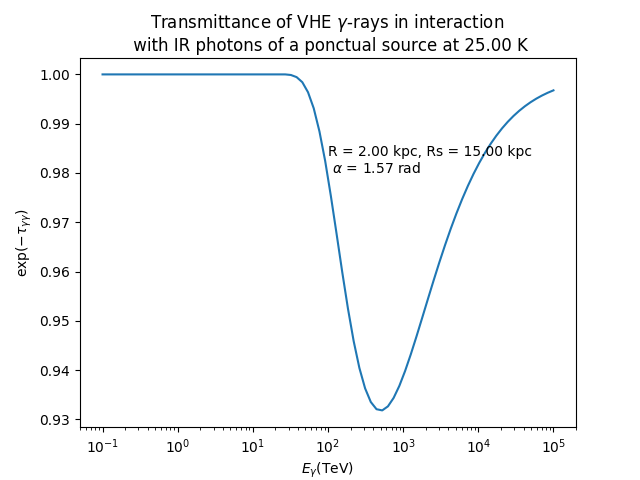 Transmittance of VHE γ-rays in interaction
with IR photons of a ponctual source at 25.00 K
1.00
0.99
0.98
0.97
0.96
0.95
0.94
0.93
exp(−τγγ)
R = 2.00 kpc, Rs = 15.00 kpc
α = 1.57 rad
10⁻¹
10⁰
10¹
10²
10³
10⁴
10⁵
Eγ(TeV)